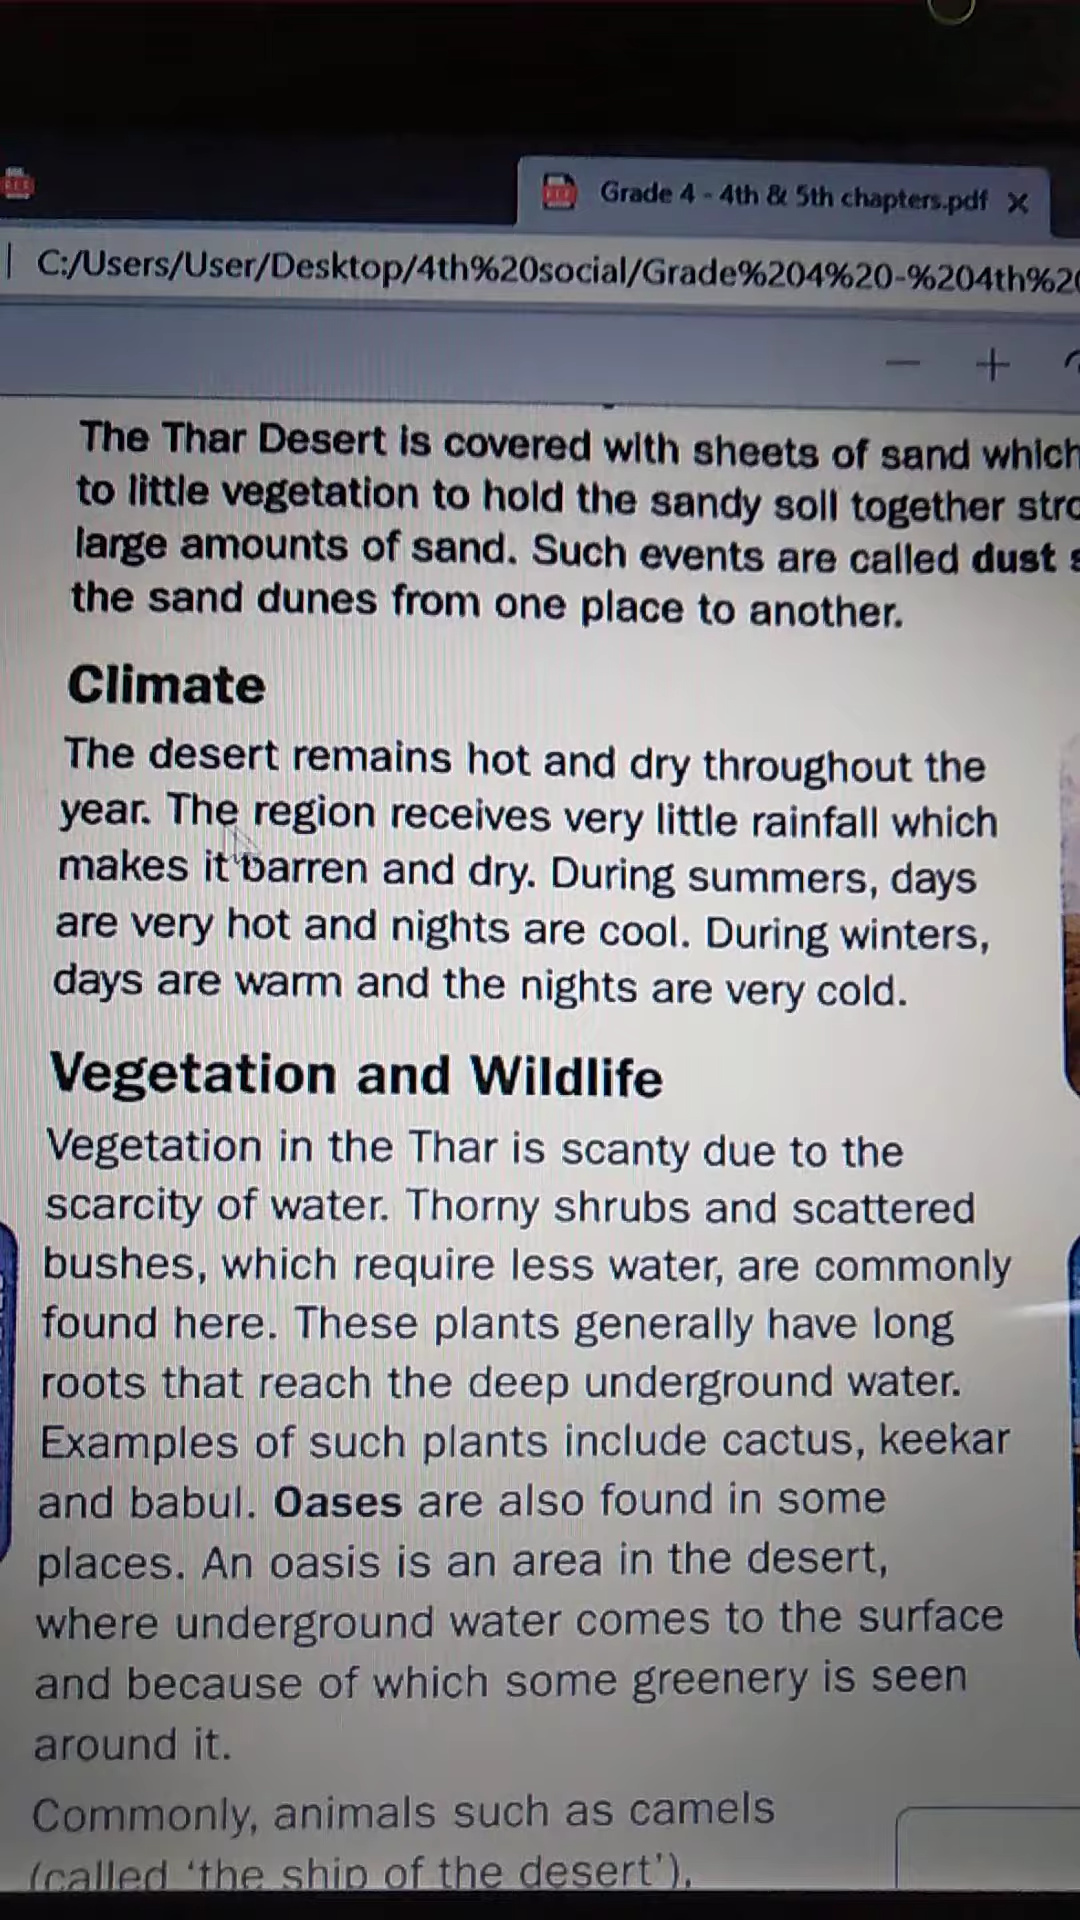 Grade 4 - 4th & 5th chapters.pdf
C:/Users/User/Desktop/4th%20social/Grade%204%20-%204th%20
The Thar Desert is covered with sheets of sand which
to little vegetation to hold the sandy soil together
large amounts of sand. Such events are called dust
the sand dunes from one place to another.
Climate
The desert remains hot and dry throughout the
year. The region receives very little rainfall which
makes it barren and dry. During summers, days
are very hot and nights are cool. During winters,
days are warm and the nights are very cold.
Vegetation and Wildlife
Vegetation in the Thar is scanty due to the
scarcity of water. Thorny shrubs and scattered
bushes, which require less water, are commonly
found here. These plants generally have long
roots that reach the deep underground water.
Examples of such plants include cactus, keekar
and babul. Oases are also found in some
places. An oasis is an area in the desert,
where underground water comes to the surface
and because of which some greenery is seen
around it.
Commonly, animals such as camels
(called ‘the ship of the desert’),